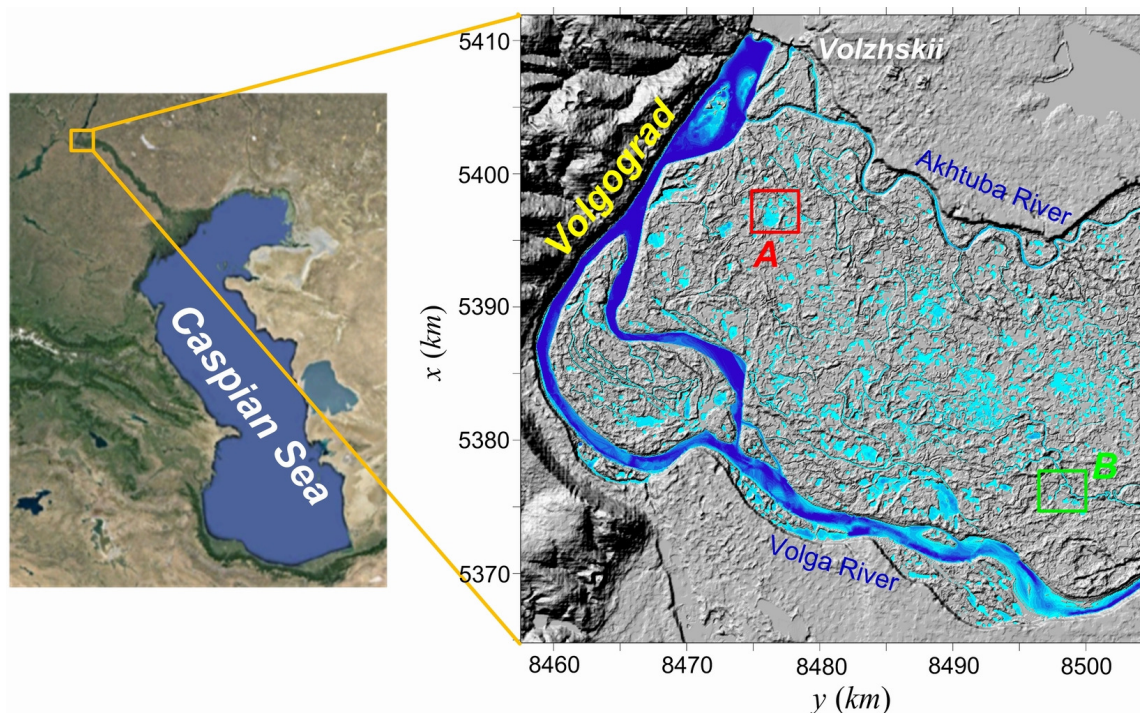 Caspian Sea
5410
5400
5390
5380
5370
x (km)
Volzhskii
Volgograd
Akhtuba River
A
B
Volga River
8460
8470
8480
8490
8500
y (km)